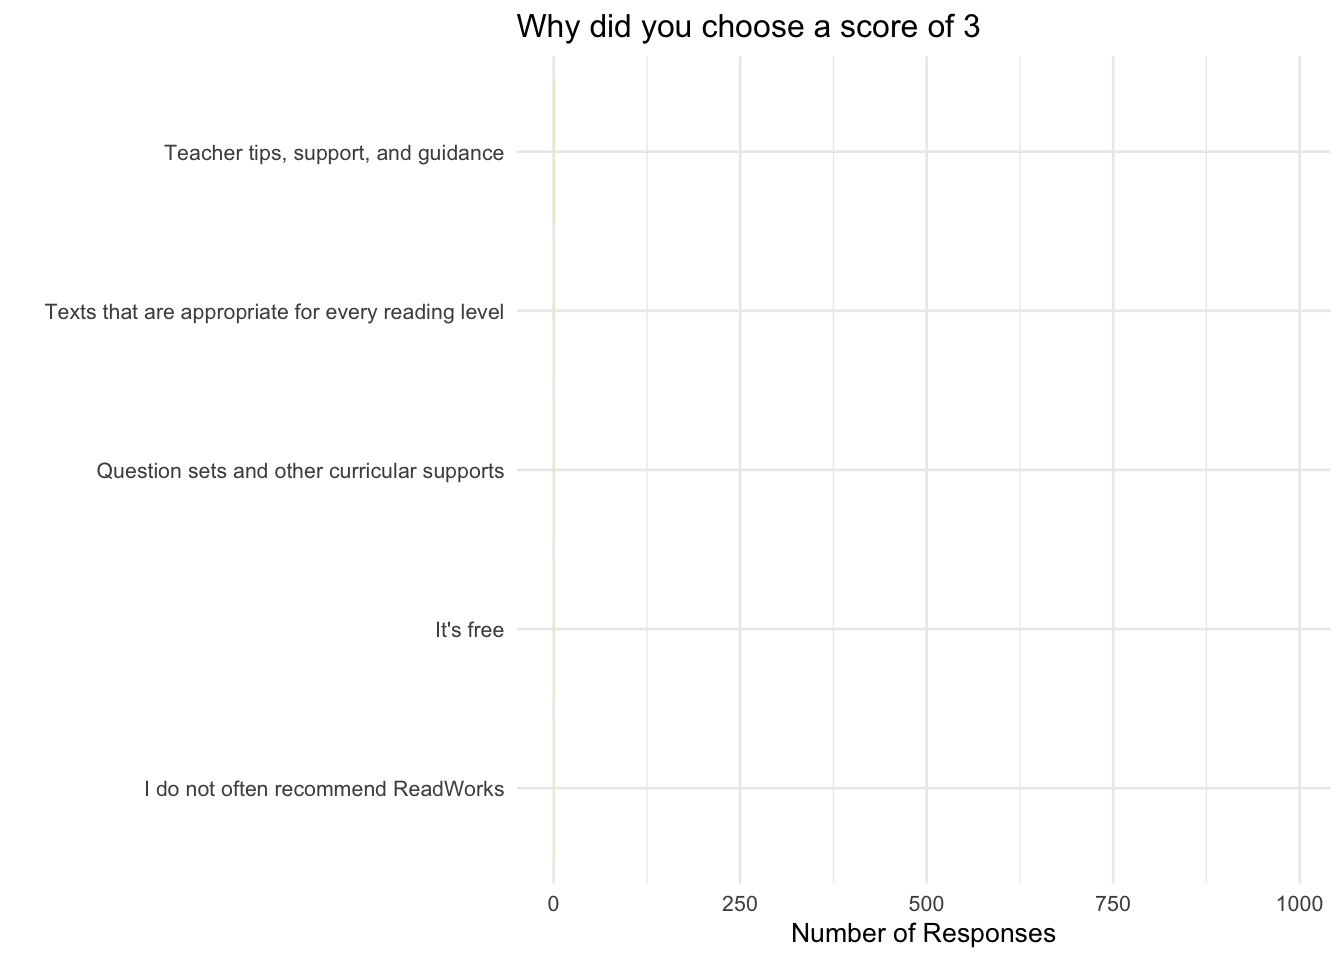 Why did you choose a score of 3
Teacher tips, support, and guidance
Texts that are appropriate for every reading level
Question sets and other curricular supports
It's free
I do not often recommend ReadWorks
0 250 500 750 1000
Number of Responses